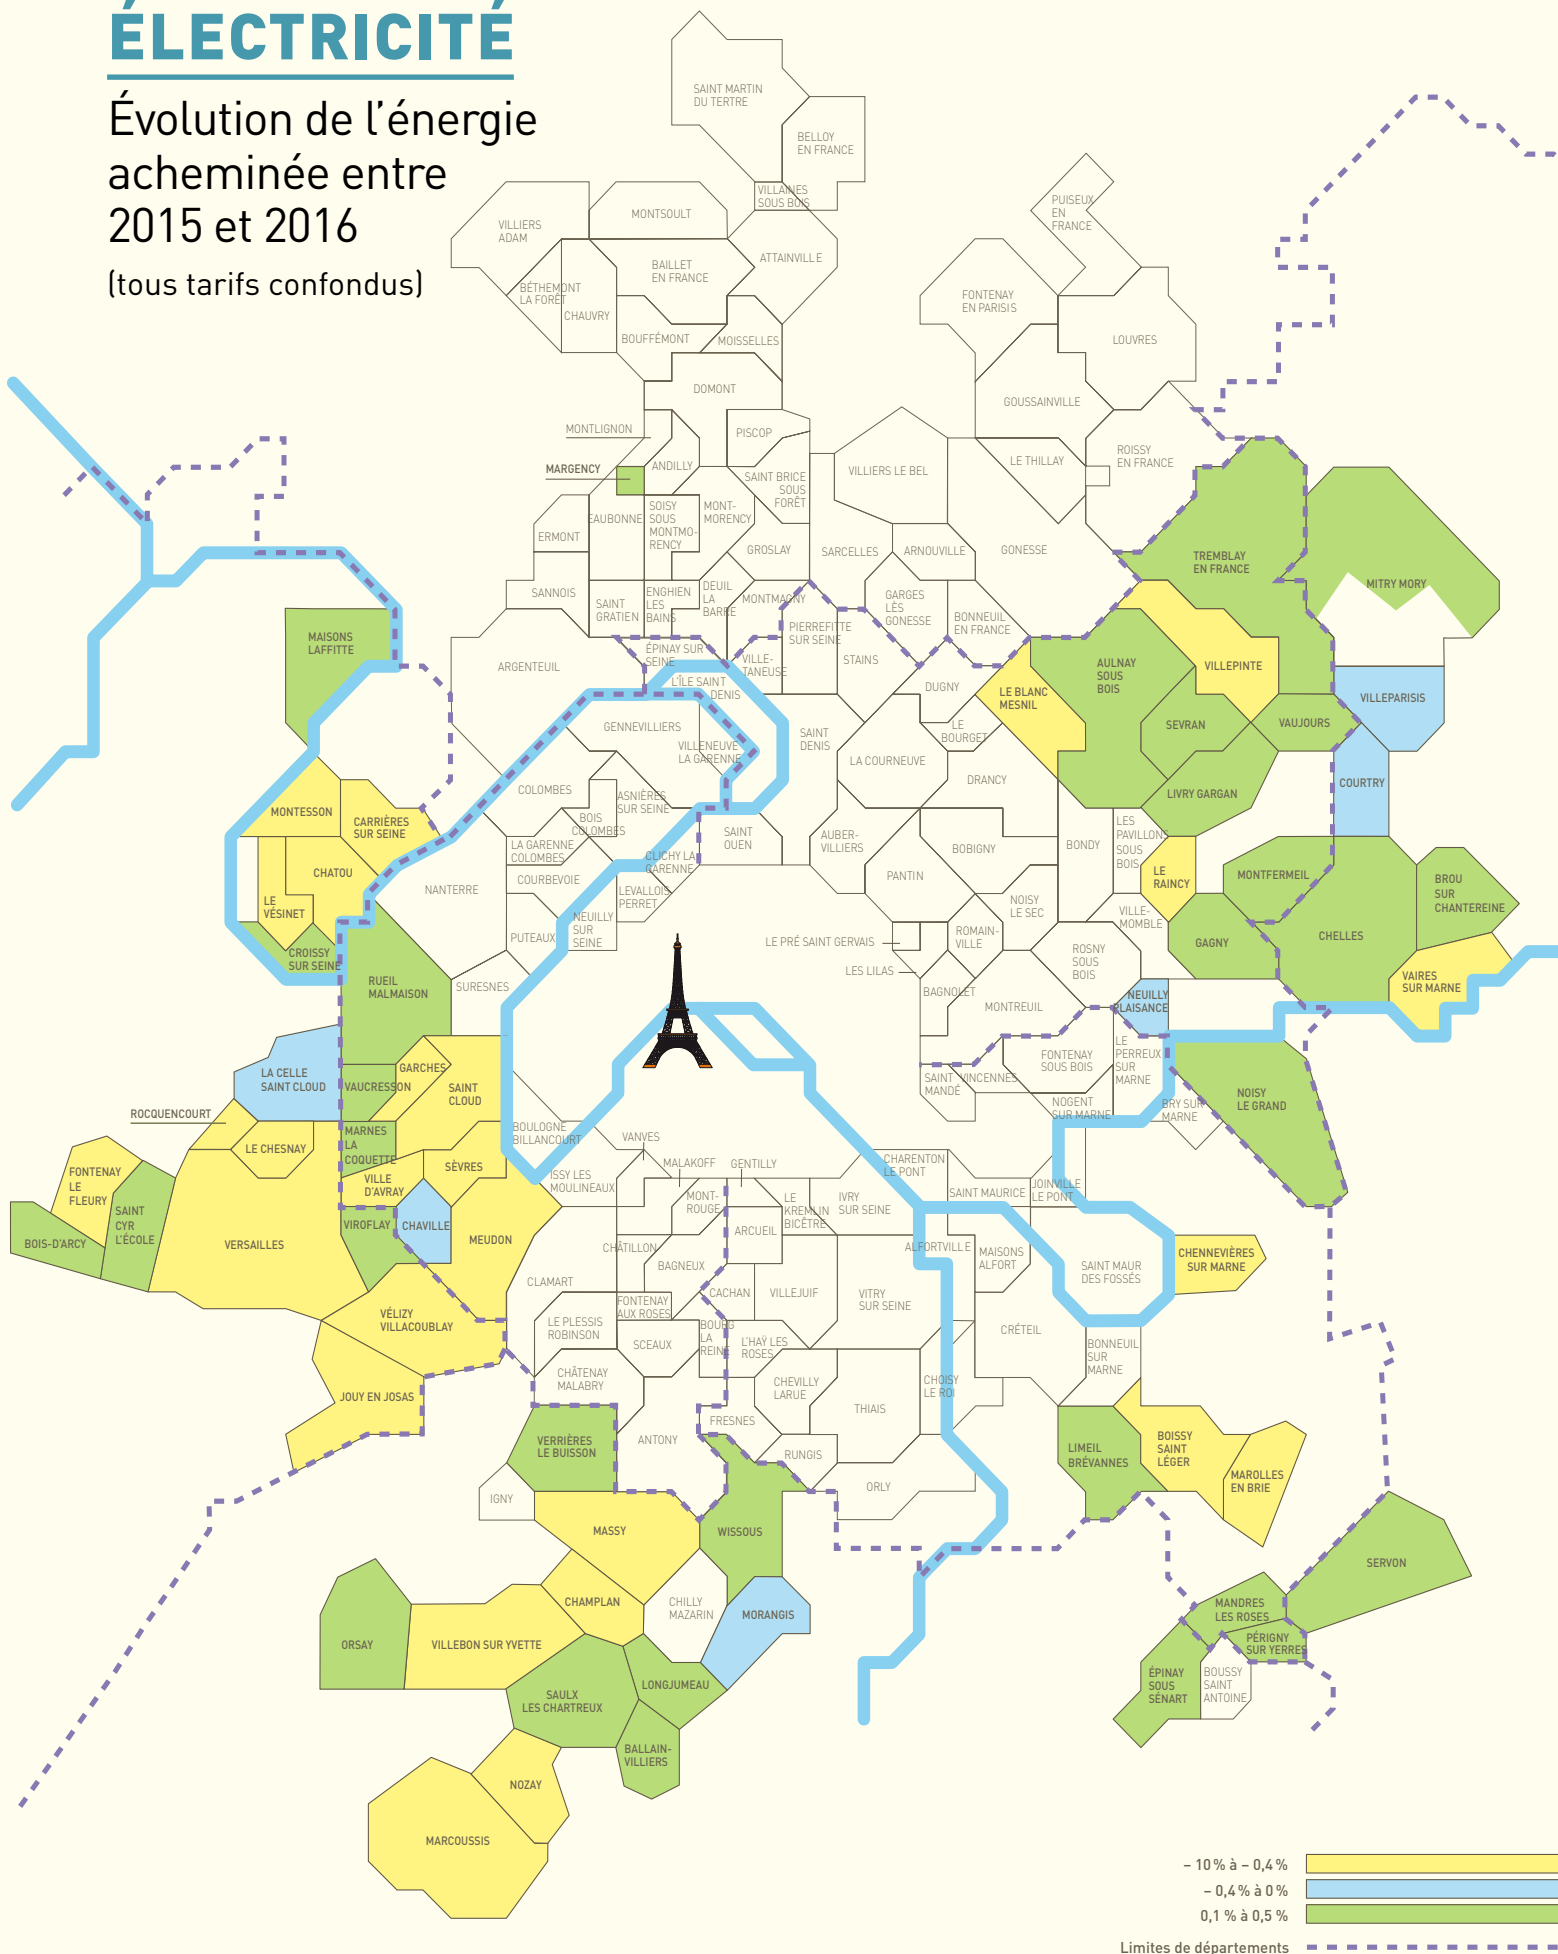 ÉLECTRICITÉ
Évolution de l’énergie
acheminée entre
2015 et 2016
(tous tarifs confondus)
SAINT MARTIN
DU TERTRE
BELLOY
EN FRANCE
VILLAINES
SOUS BOIS
MONTSOULT
VILLIERS
ADAM
PUISEUX
EN
FRANCE
ATTAINVILLE
BAILLET
EN FRANCE
BÉTHEMONT
LA FORÊT
CHAUVRY
FONTENAY
EN PARISIS
BOUFFÉMONT
MOISSELLES
LOUVRES
DOMONT
GOUSSAINVILLE
MONTLIGNON
PISCOP
MARGENCY
ANDILLY
SAINT BRICE
SOUS
FORÊT
VILLIERS LE BEL
LE THILLAY
ROISSY
EN FRANCE
EAUBONNE
SOISY
SOUS
MONTMO-
RENCY
MONT-
MORENCY
ERMONT
GROSLAY
SARCELLES
ARNOUVILLE
GONESSE
TREMBLAY
EN FRANCE
MITRY MORY
SANNOIS
SAINT
GRATIEN
ENGHIEN
LES
BAINS
DEUIL
LA
BARRE
MONTMAGNY
GARGES
LÈS
GONESSE
BONNEUIL
EN FRANCE
MAISONS
LAFFITTE
ARGENTEUIL
ÉPINAY SUR
SEINE
VILLE-
TANEUSE
PIERREFITTE
SUR SEINE
STAINS
L'ÎLE SAINT
DENIS
DUGNY
LE BLANC
MESNIL
AULNAY
SOUS
BOIS
VILLEPINTE
VILLEPARISIS
GENNEVILLIERS
VILLENEUVE
LA GARENNE
SAINT
DENIS
LE
BOURGET
SEVRAN
VAUJOURS
LA COURNEUVE
DRANCY
COURTRY
LIVRY GARGAN
MONTESSON
CARRIÈRES
SUR SEINE
COLOMBES
ASNIÈRES
SUR SEINE
BOIS
COLOMBES
LA GARENNE
COLOMBES
SAINT
OUEN
AUBER-
VILLIERS
BOBIGNY
BONDY
LES
PAVILLONS
SOUS
BOIS
CHATOU
NANTERRE
COURBEVOIE
CLICHY LA
GARENNE
LEVALLOIS
PERRET
PANTIN
LE
RAINCY
MONTFERMEIL
BROU
SUR
CHANTEREINE
LE
VÉSINET
NOISY
LE SEC
VILLE-
MOMBLE
PUTEAUX
NEUILLY
SUR
SEINE
LE PRÉ SAINT GERVAIS
ROMAIN-
VILLE
ROSNY
SOUS
BOIS
GAGNY
CHELLES
CROISSY
SUR SEINE
LES LILAS
RUEIL
MALMAISON
SURESNES
BAGNOLET
MONTREUIL
NEUILLY
PLAISANCE
VAIRES
SUR MARNE
LA CELLE
SAINT CLOUD
VAUCRESSON
GARCHES
SAINT
CLOUD
SAINT
MANDÉ
VINCENNES
FONTENAY
SOUS BOIS
LE
PERREUX
SUR
MARNE
NOISY
LE GRAND
ROCQUENCOURT
NOGENT
SUR MARNE
BRY SUR
MARNE
LE CHESNAY
MARNES
LA
COQUETTE
BOULOGNE
BILLANCOURT
VANVES
FONTENAY
LE
FLEURY
VILLE
D'AVRAY
SÈVRES
ISSY LES
MOULINEAUX
MALAKOFF
GENTILLY
CHARENTON
LE PONT
SAINT MAURICE
JOINVILLE
LE PONT
SAINT
CYR
L'ÉCOLE
BOIS-D'ARCY
VERSAILLES
VIROFLAY
CHAVILLE
MEUDON
MONT-
ROUGE
LE
KREMLIN
BICÊTRE
IVRY
SUR SEINE
CHÂTILLON
ARCUEIL
ALFORTVILLE
MAISONS
ALFORT
SAINT MAUR
DES FOSSÉS
CHENNEVIÈRES
SUR MARNE
CLAMART
BAGNEUX
CACHAN
VILLEJUIF
VITRY
SUR SEINE
VÉLIZY
VILLACOUBLAY
LE PLESSIS
ROBINSON
FONTENAY
AUX ROSES
SCEAUX
BOURG
LA
REINE
L'HAŸ LES
ROSES
CRÉTEIL
BONNEUIL
SUR
MARNE
JOUY EN JOSAS
CHÂTENAY
MALABRY
CHEVILLY
LARUE
CHOISY
LE ROI
THIAIS
VERRIÈRES
LE BUISSON
ANTONY
FRESNES
RUNGIS
LIMEIL
BRÉVANNES
BOISSY
SAINT
LÉGER
MAROLLES
EN BRIE
IGNY
ORLY
MASSY
WISSOUS
SERVON
CHAMPLAN
CHILLY
MAZARIN
MORANGIS
MANDRES
LES ROSES
ORSAY
VILLEBON SUR YVETTE
PÉRIGNY
SUR YERRES
ÉPINAY
SOUS
SÉNART
BOUSSY
SAINT
ANTOINE
SAULX
LES CHARTREUX
LONGJUMEAU
BALLAIN-
VILLIERS
NOZAY
MARCOUSSIS
– 10 % à – 0,4 %
– 0,4 % à 0 %
0,1 % à 0,5 %
Limites de départements